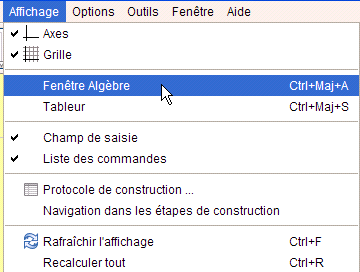 Affichage Options Outils Fenêtre Aide
Axes
Grille
Fenêtre Algèbre Ctrl+Maj+A
Tableur Ctrl+Maj+S
Champ de saisie
Liste des commandes
Protocole de construction ...
Navigation dans les étapes de construction
Rafraîchir l'affichage Ctrl+F
Recalculer tout Ctrl+R